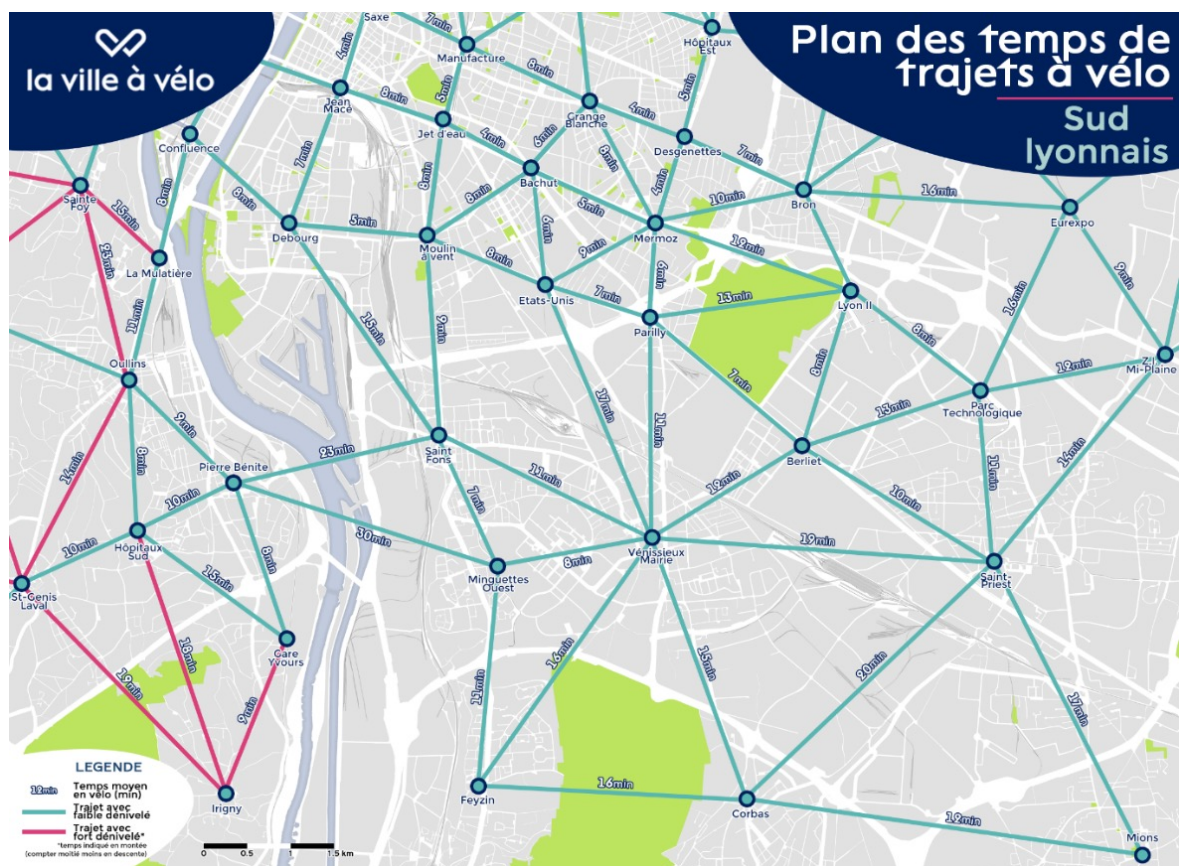 la ville à vélo
Plan des temps de
trajets à vélo
Sud
lyonnais
Saxe
7min
Manufacture
Hôpitaux
Est
4min
8min
5min
5min
Jean
Macé
8min
Jet d'eau
Grange
Blanche
4min
Desgenettes
Confluence
4min
6min
8min
7min
7min
Bachut
4min
Bron
16min
Eurexpo
Sainte
Foy
15min
8min
8min
Debourg
5min
8min
8min
Moulin
à vent
6min
5min
Mermoz
10min
La Mulatière
23min
8min
9min
12min
9min
Etats-Unis
7min
6min
Parilly
13min
Lyon II
16min
11min
15min
9min
8min
Z.I
Mi-Plaine
Oullins
17min
11min
7min
8min
12min
Parc
Technologique
13min
9min
14min
8min
Saint
Fons
23min
Pierre Bénite
11min
Berliet
14min
10min
7min
12min
10min
11min
Hôpitaux
Sud
30min
Vénissieux
Mairie
19min
Saint-
Priest
10min
St-Genis
Laval
15min
8min
Minguettes
Ouest
8min
Gare
Yvours
18min
19min
9min
11min
16min
15min
20min
17min
Irigny
Feyzin
16min
Corbas
12min
Mions
LEGENDE
12min Temps moyen
en vélo (min)
Trajet avec
faible dénivelé
Trajet avec
fort dénivelé*
*temps indiqué en montée
(compter moitié moins en descente)
0 0.5 1 1.5 km